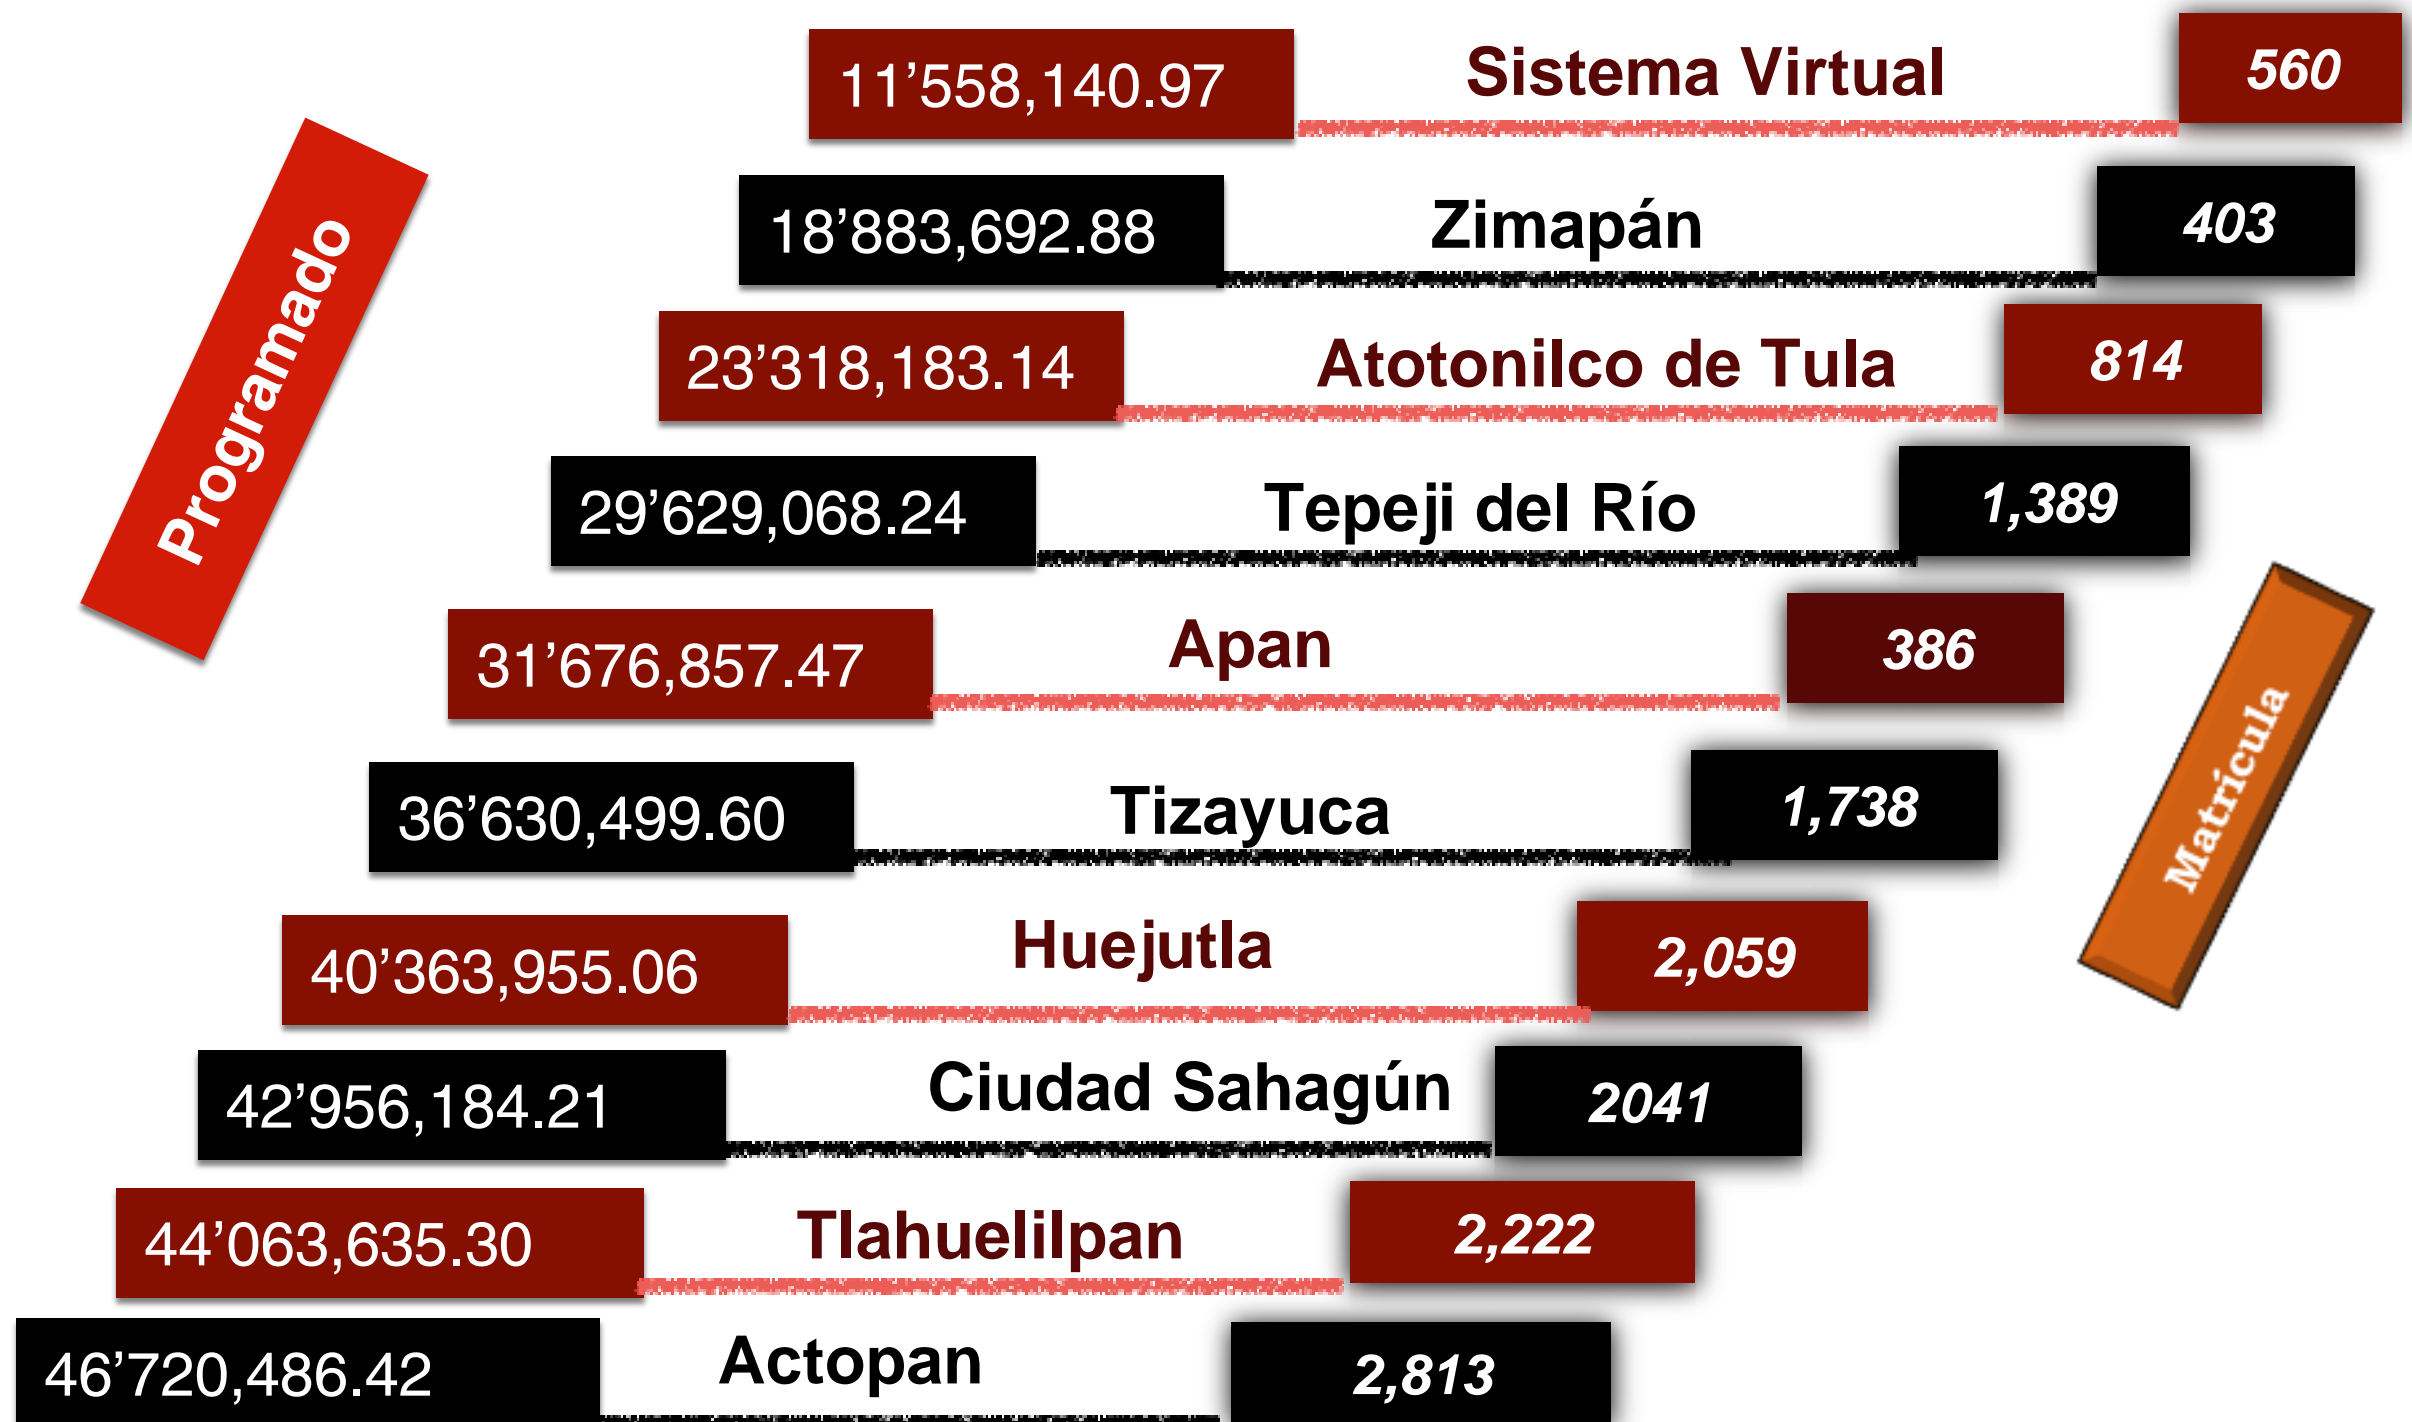 11’558,140.97 Sistema Virtual 560
18’883,692.88 Zimapán 403
Programado
23’318,183.14 Atotonilco de Tula 814
29’629,068.24 Tepeji del Río 1,389
31’676,857.47 Apan 386
36’630,499.60 Tizayuca 1,738
Matrícula
40’363,955.06 Huejutla 2,059
42’956,184.21 Ciudad Sahagún 2041
44’063,635.30 Tlahuelilpan 2,222
46’720,486.42 Actopan 2,813